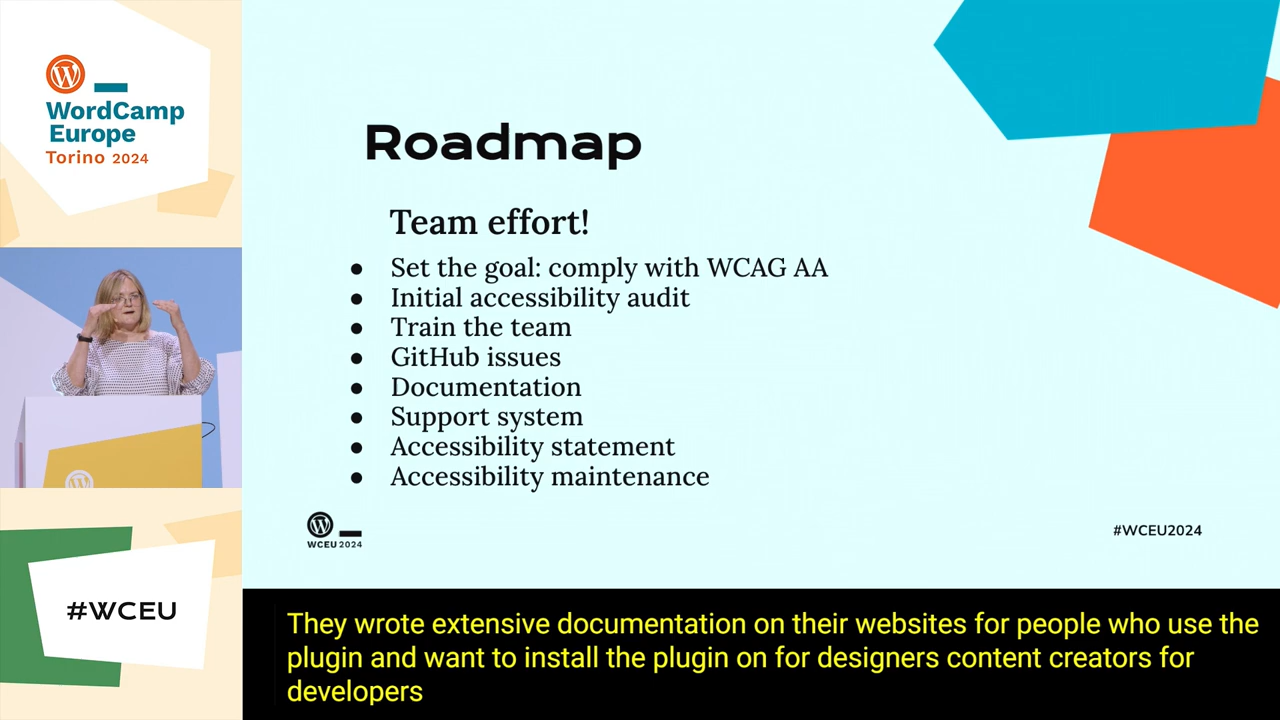 WordCamp
Europe
Torino 2024
Roadmap
Team effort!
● Set the goal: comply with WCAG AA
● Initial accessibility audit
● Train the team
● GitHub issues
● Documentation
● Support system
● Accessibility statement
● Accessibility maintenance
WCEU 2024
#WCEU2024
#WCEU
They wrote extensive documentation on their websites for people who use the
plugin and want to install the plugin on for designers content creators for
developers